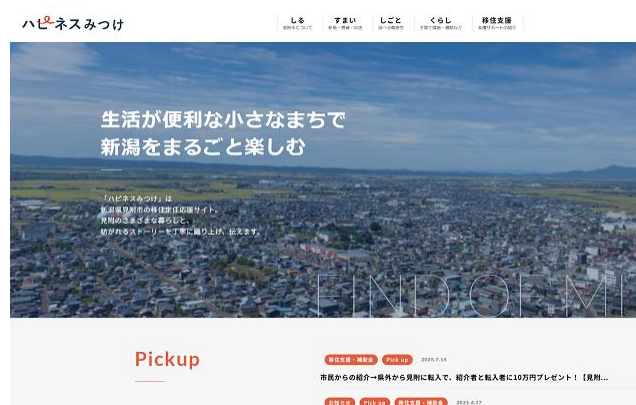 ハピネスみつけ
しる
すまい
しごと
くらし
移住支援
生活が便利な小さなまちで
新潟をまるごと楽しむ
「ハピネスみつけ」は
新潟県見附市の移住定住応援サイト。
見附のさまざまな暮らしと、
紡がれるストーリーを丁寧に織り上げ、伝えます。
FIND OF MI
Pickup
移住支援・補助金 Pick up 2025.7.14
市民からの紹介→県外から見附に転入で、紹介者と転入者に10万円プレゼント!【見附...
お知らせ Pick up 移住支援・補助金 2025.4.17